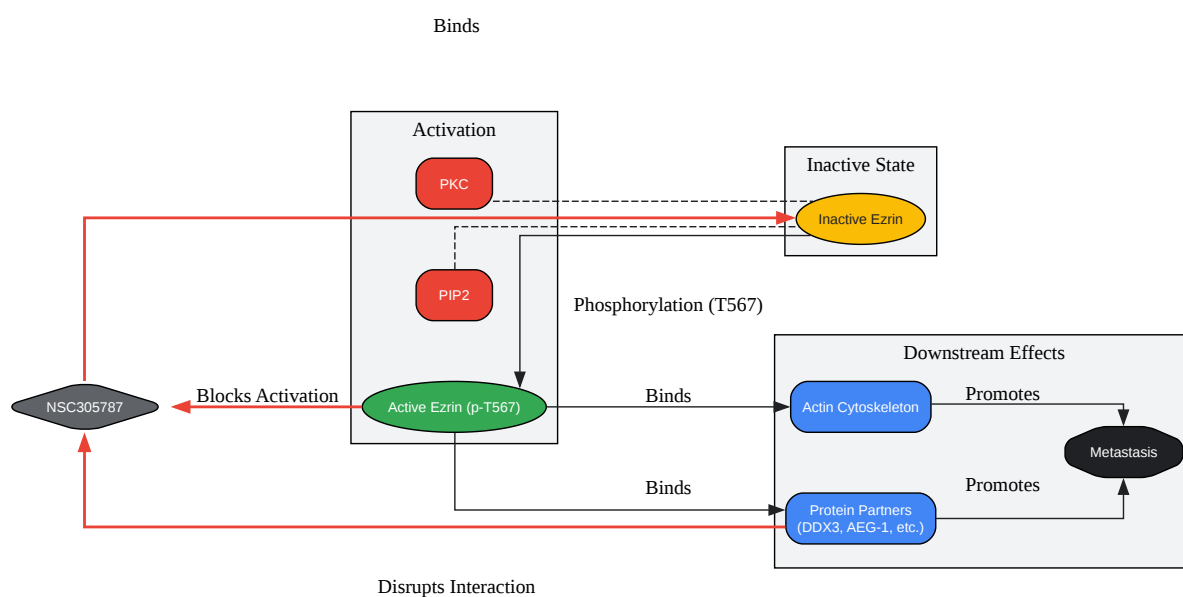 Binds
Activation
PKC
Inactive State
Inactive Ezrin
PIP2
Phosphorylation (T567)
Downstream Effects
NSC305787
Blocks Activation
Active Ezrin (p-T567)
Binds
Actin Cytoskeleton
Promotes
Metastasis
Binds
Promotes
Protein Partners
(DDX3, AEG-1, etc.)
Disrupts Interaction